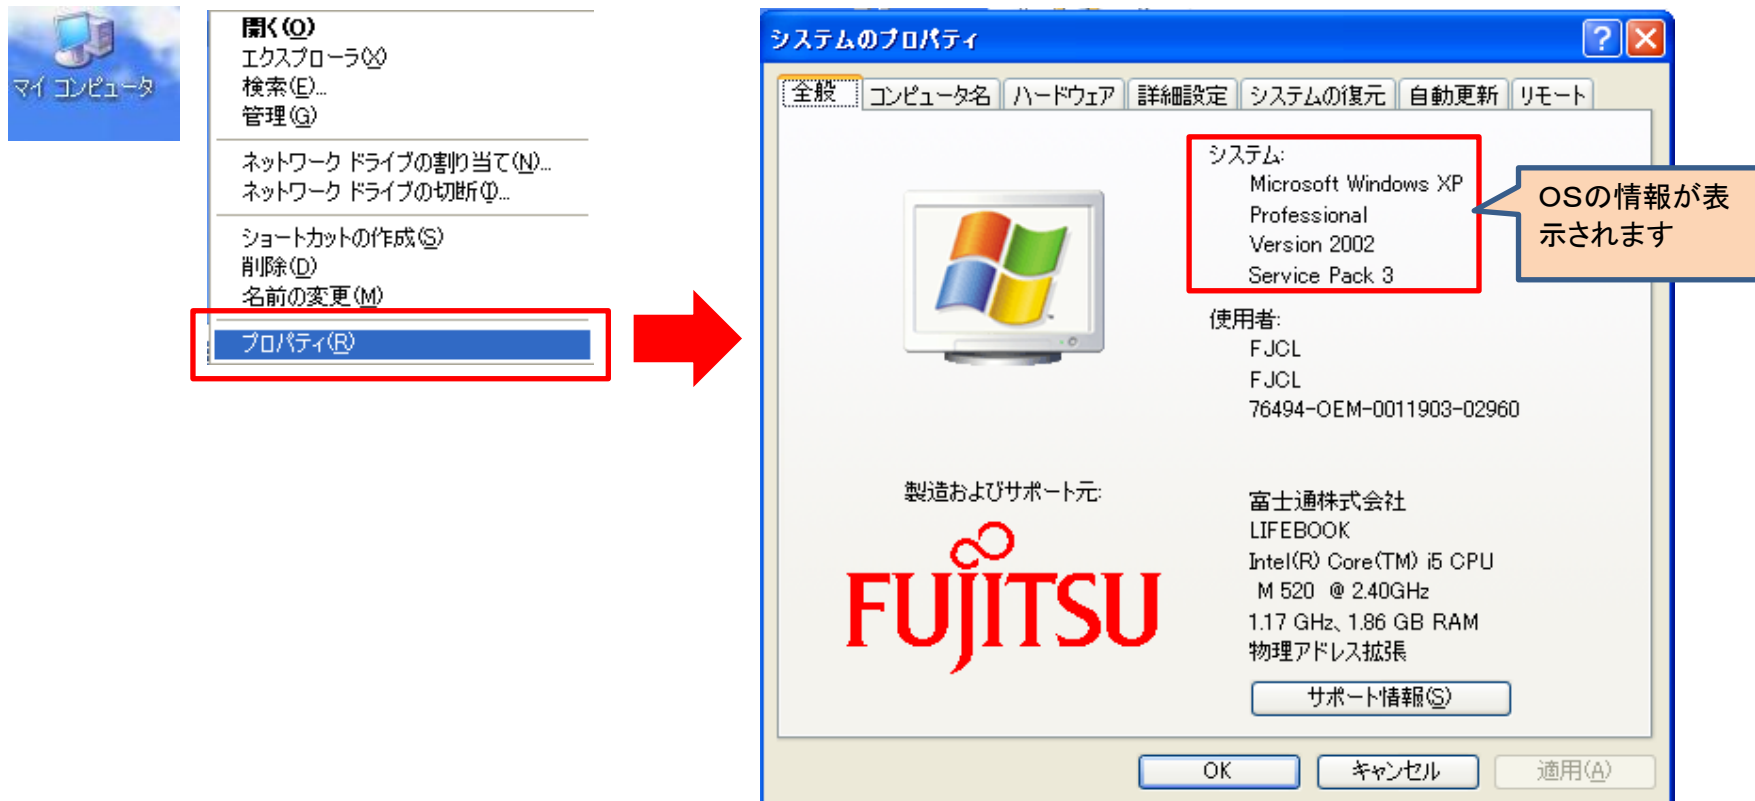 マイ コンピュータ
開く(O)
エクスプローラ(X)
検索(E)...
管理(G)
ネットワーク ドライブの割り当て(N)...
ネットワーク ドライブの切断(I)...
ショートカットの作成(S)
削除(D)
名前の変更(M)
プロパティ(R)
システムのプロパティ
全般 コンピュータ名 ハードウェア 詳細設定 システムの復元 自動更新 リモート
システム:
Microsoft Windows XP
Professional
Version 2002
Service Pack 3
OSの情報が表
示されます
使用者:
FJCL
FJCL
76494-OEM-0011903-02960
製造およびサポート元:
FUJITSU
富士通株式会社
LIFEBOOK
Intel(R) Core(TM) i5 CPU
M 520 @ 2.40GHz
1.17 GHz、1.86 GB RAM
物理アドレス拡張
サポート情報(S)
OK キャンセル 適用(A)